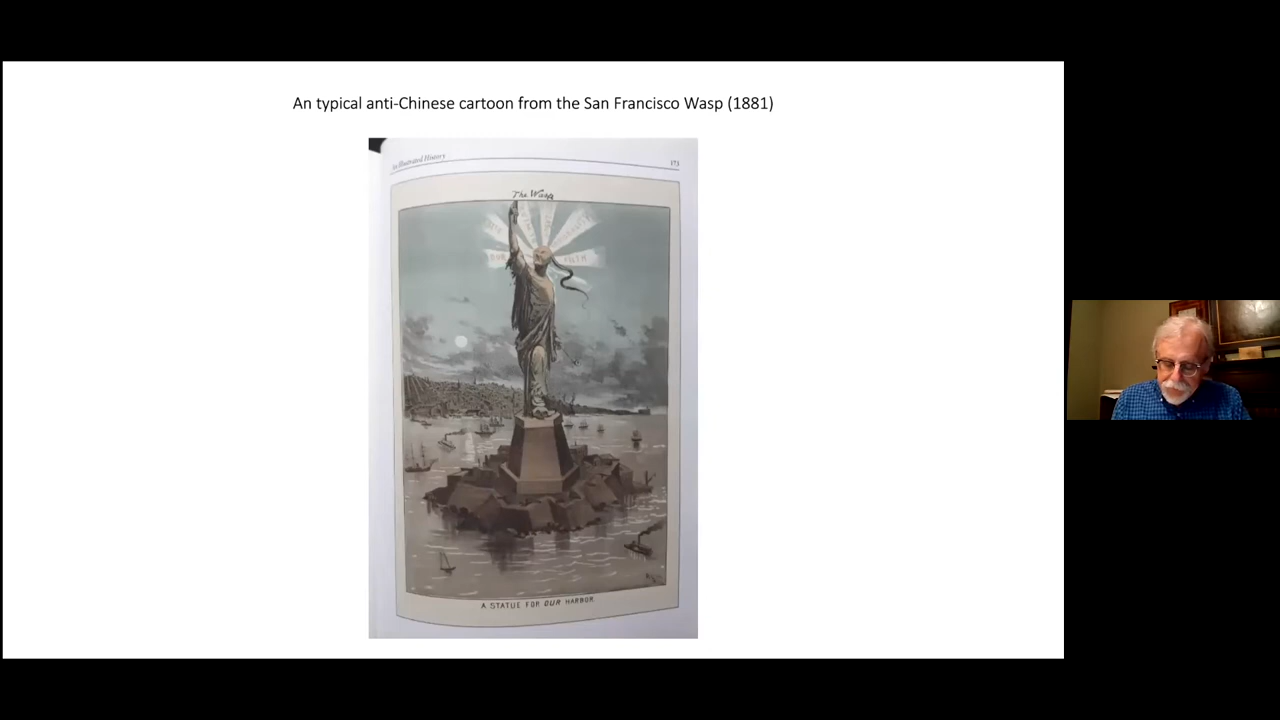 An typical anti-Chinese cartoon from the San Francisco Wasp (1881)
An Illustrated History
173
The Wasp
FILTH
A STATUE FOR OUR HARBOR